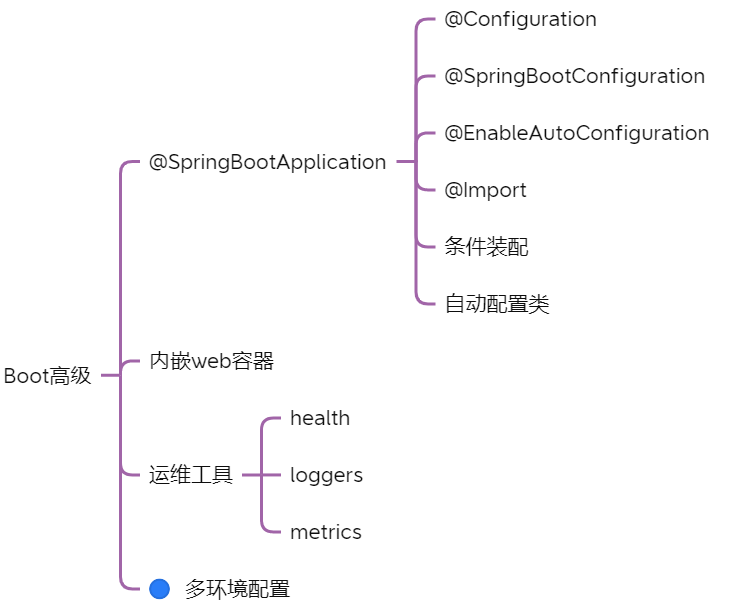 @Configuration
@SpringBootConfiguration
@EnableAutoConfiguration
@SpringBootApplication
@Import
条件装配
自动配置类
内嵌web容器
Boot高级
health
运维工具
loggers
metrics
多环境配置